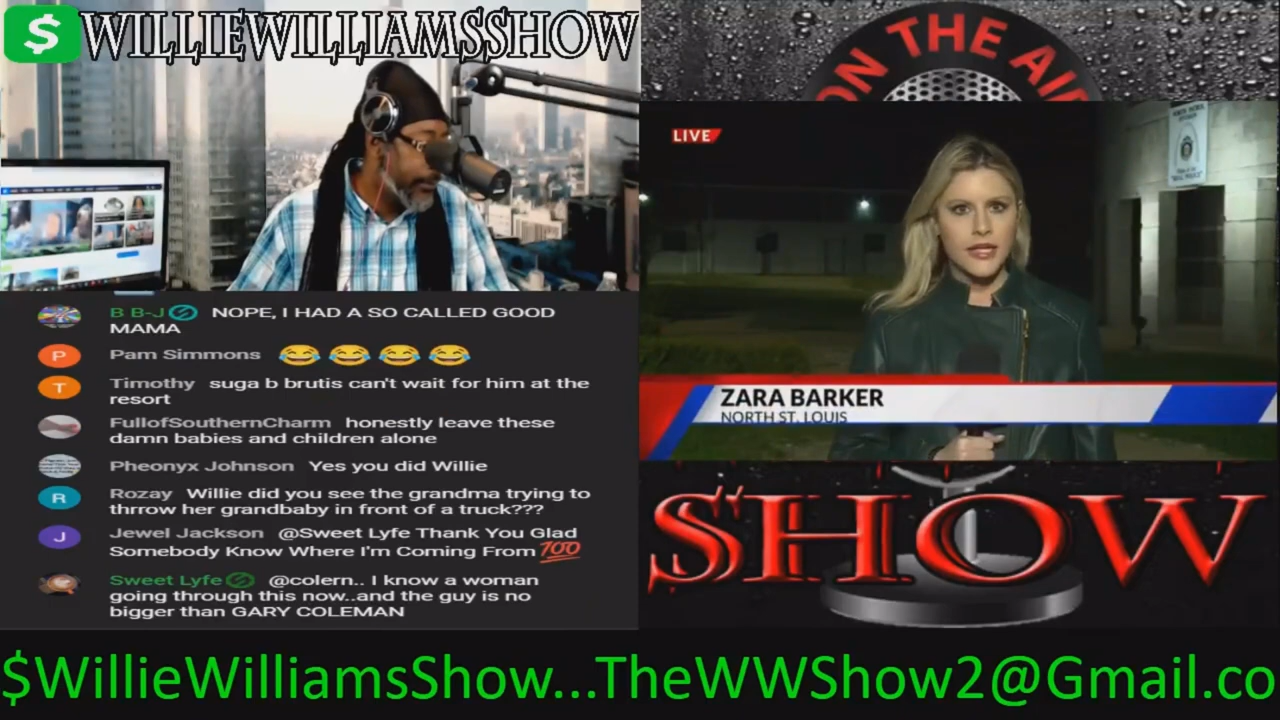 $ WILLIEWILLIAMSSHOW
ON THE AIR
LIVE
ZARA BARKER
NORTH ST. LOUIS
B B-J NOPE, I HAD A SO CALLED GOOD
MAMA
Pam Simmons 😂😂😂😂
Timothy suga b brutis can't wait for him at the
resort
FullofSouthernCharm honestly leave these
damn babies and children alone
Pheonyx Johnson Yes you did Willie
Rozay Willie did you see the grandma trying to
thrrow her grandbaby in front of a truck???
Jewel Jackson @Sweet Lyfe Thank You Glad
Somebody Know Where I'm Coming From 💯
Sweet Lyfe @colern.. I know a woman
going through this now..and the guy is no
bigger than GARY COLEMAN
P
T
R
J
SHOW
$WillieWilliamsShow...TheWWShow2@Gmail.co